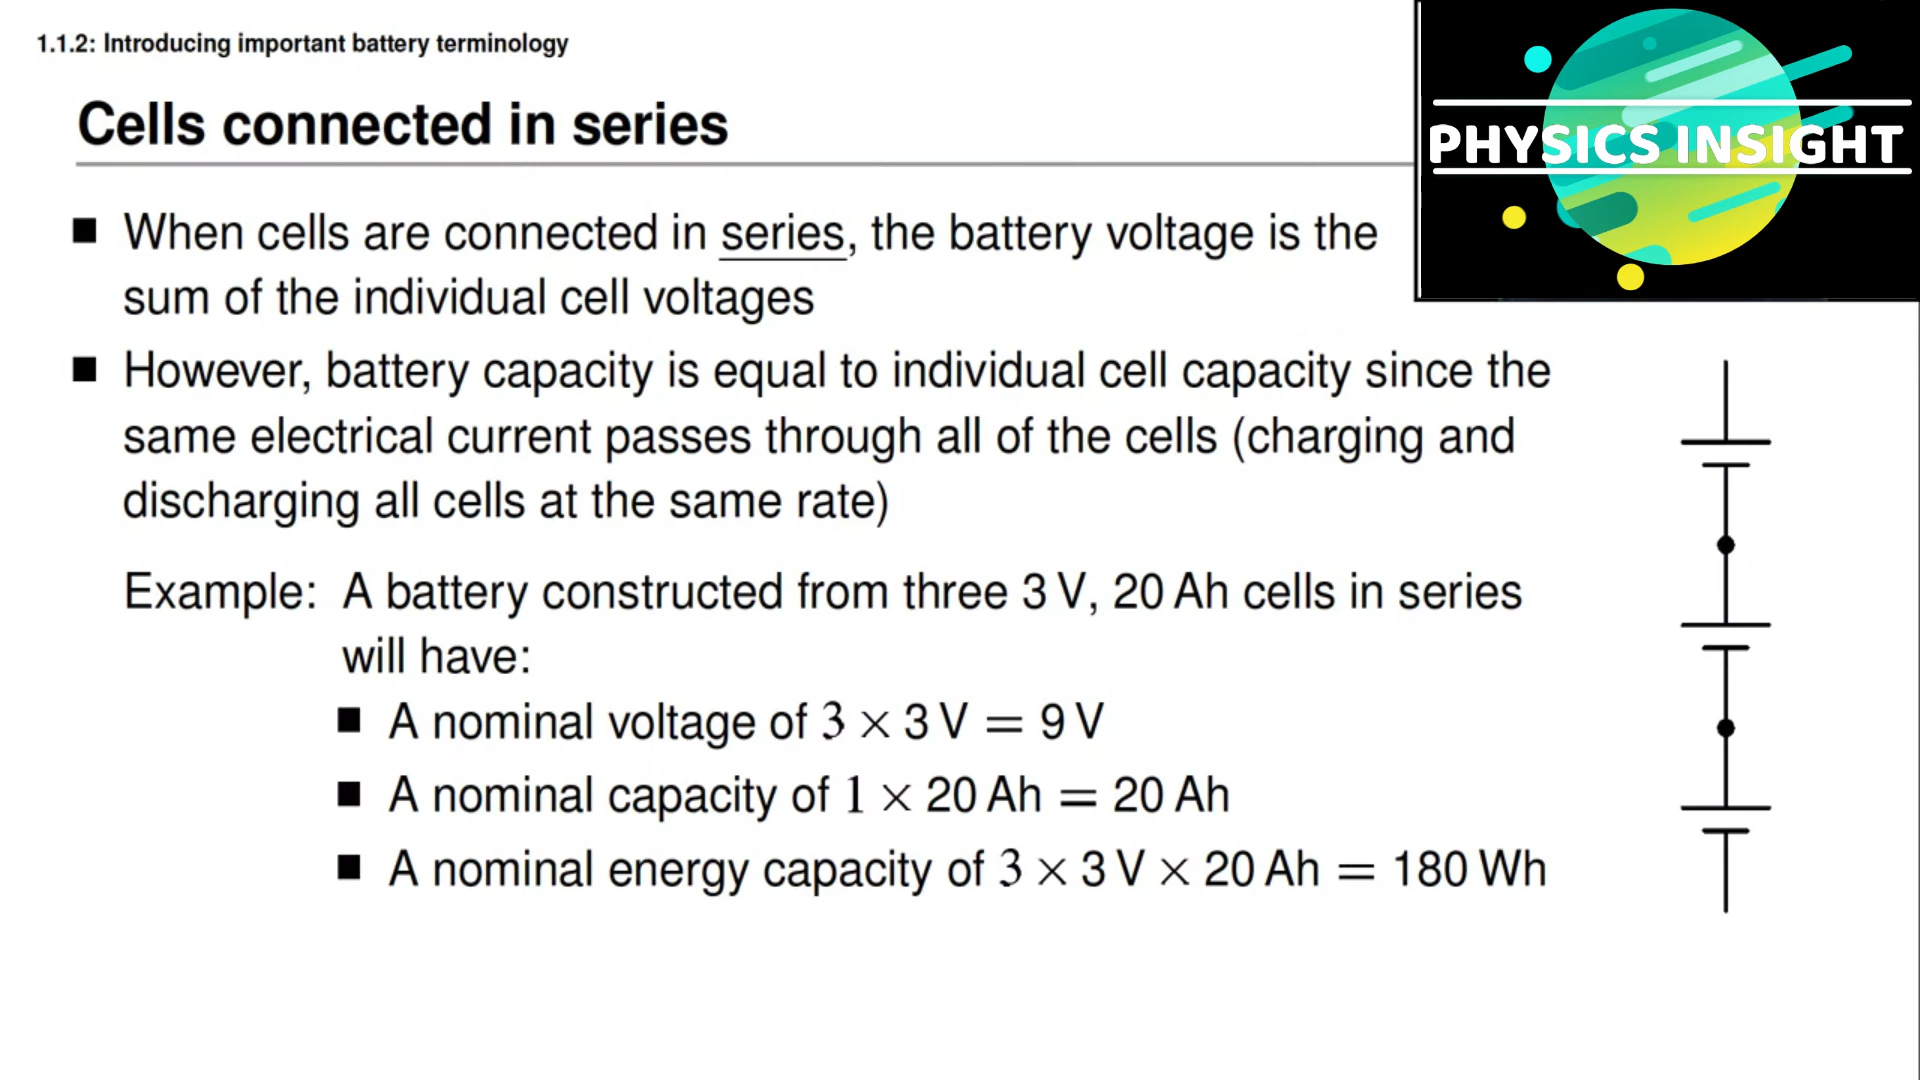 1.1.2: Introducing important battery terminology
PHYSICS INSIGHT
Cells connected in series
■ When cells are connected in series, the battery voltage is the
sum of the individual cell voltages
■ However, battery capacity is equal to individual cell capacity since the
same electrical current passes through all of the cells (charging and
discharging all cells at the same rate)
Example: A battery constructed from three 3 V, 20 Ah cells in series
will have:
■ A nominal voltage of 3 × 3 V = 9 V
■ A nominal capacity of 1 × 20 Ah = 20 Ah
■ A nominal energy capacity of 3 × 3 V × 20 Ah = 180 Wh